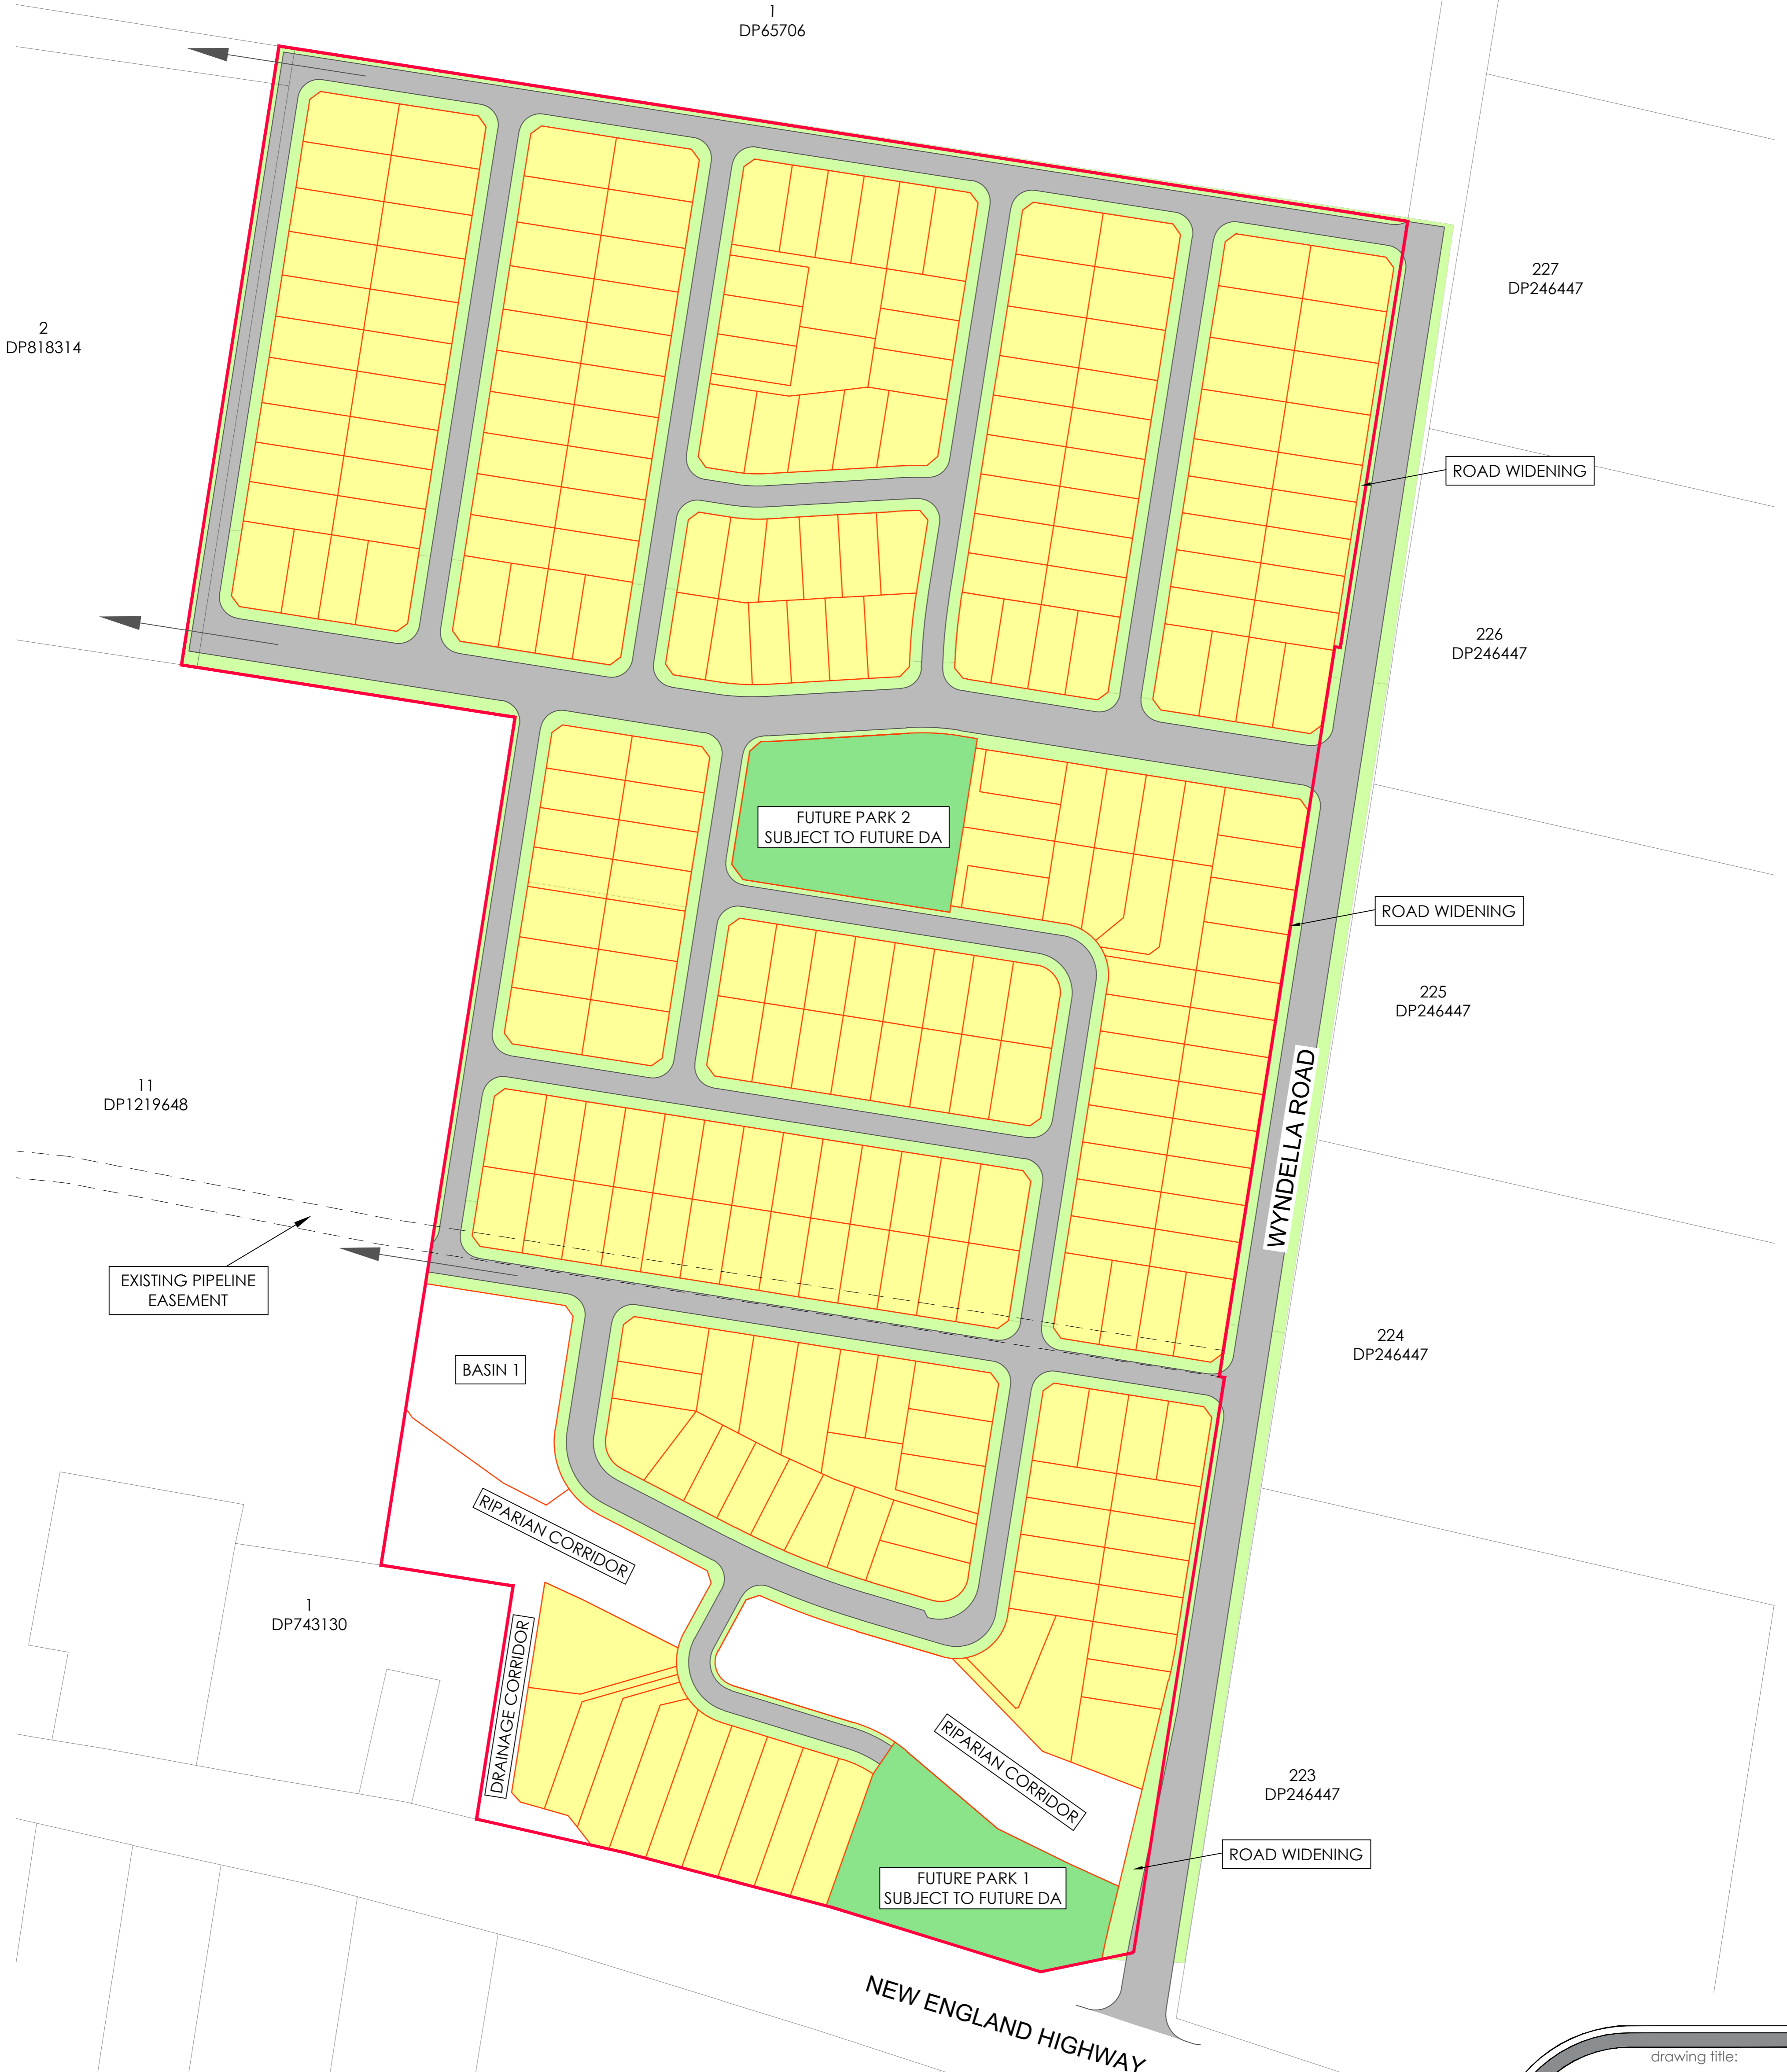 1
DP65706
227
DP246447
2
DP818314
ROAD WIDENING
226
DP246447
FUTURE PARK 2
SUBJECT TO FUTURE DA
ROAD WIDENING
225
DP246447
11
DP1219648
WYNDELLA ROAD
EXISTING PIPELINE
EASEMENT
224
DP246447
BASIN 1
RIPARIAN CORRIDOR
1
DP743130
DRAINAGE CORRIDOR
RIPARIAN CORRIDOR
223
DP246447
ROAD WIDENING
FUTURE PARK 1
SUBJECT TO FUTURE DA
NEW ENGLAND HIGHWAY
drawing title: